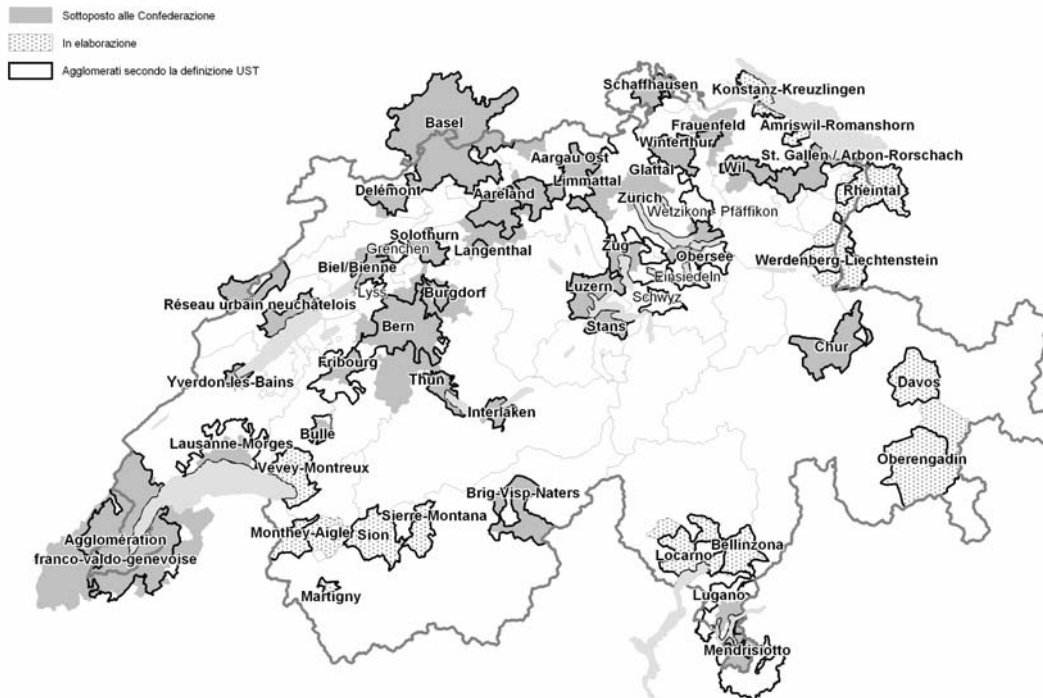 Sottoposto alle Confederazione
In elaborazione
Agglomerati secondo la definizione UST
Schaffhausen
Konstanz-Kreuzlingen
Basel
Frauenfeld
Amriswil-Romanshorn
Winterthur
Aargau Ost
St. Gallen / Arbon-Rorschach
Wil
Glattal
Limmattal
Delémont
Aareland
Zürich
Rheintal
Wetzikon - Pfäffikon
Solothurn
Grenchen
Langenthal
Zug
Obersee
Werdenberg-Liechtenstein
Biel/Bienne
Einsiedeln
Lyss
Burgdorf
Luzern
Schwyz
Réseau urbain neuchâtelois
Bern
Stans
Chur
Fribourg
Thun
Yverdon-les-Bains
Davos
Interlaken
Bulle
Lausanne-Morges
Vevey-Montreux
Oberengadin
Brig-Visp-Naters
Sierre-Montana
Monthey-Aigle
Sion
Agglomération
franco-valdo-genevoise
Bellinzona
Locarno
Martigny
Lugano
Mendrisiotto